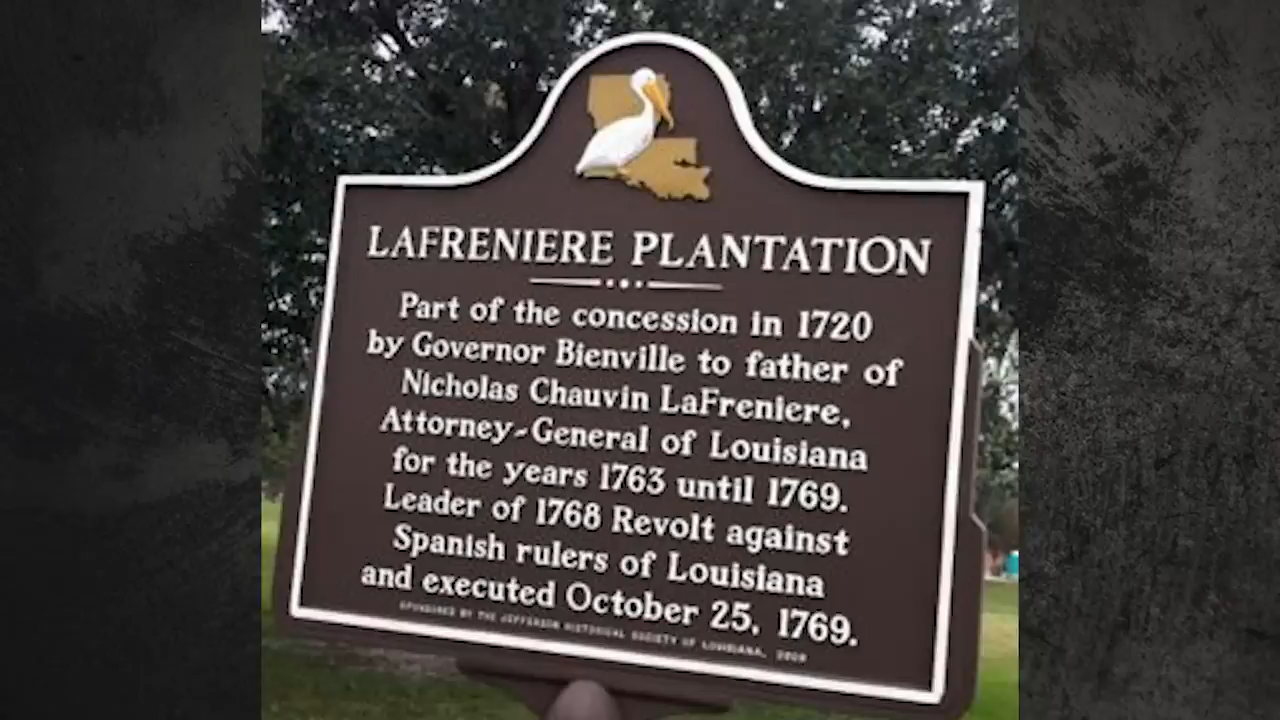 LAFRENIERE PLANTATION
Part of the concession in 1720
by Governor Bienville to father of
Nicholas Chauvin LaFreniere.
Attorney-General of Louisiana
for the years 1763 until 1769.
Leader of 1768 Revolt against
Spanish rulers of Louisiana
and executed October 25. 1769.
SPONSORED BY THE JEFFERSON HISTORICAL SOCIETY OF LOUISIANA,